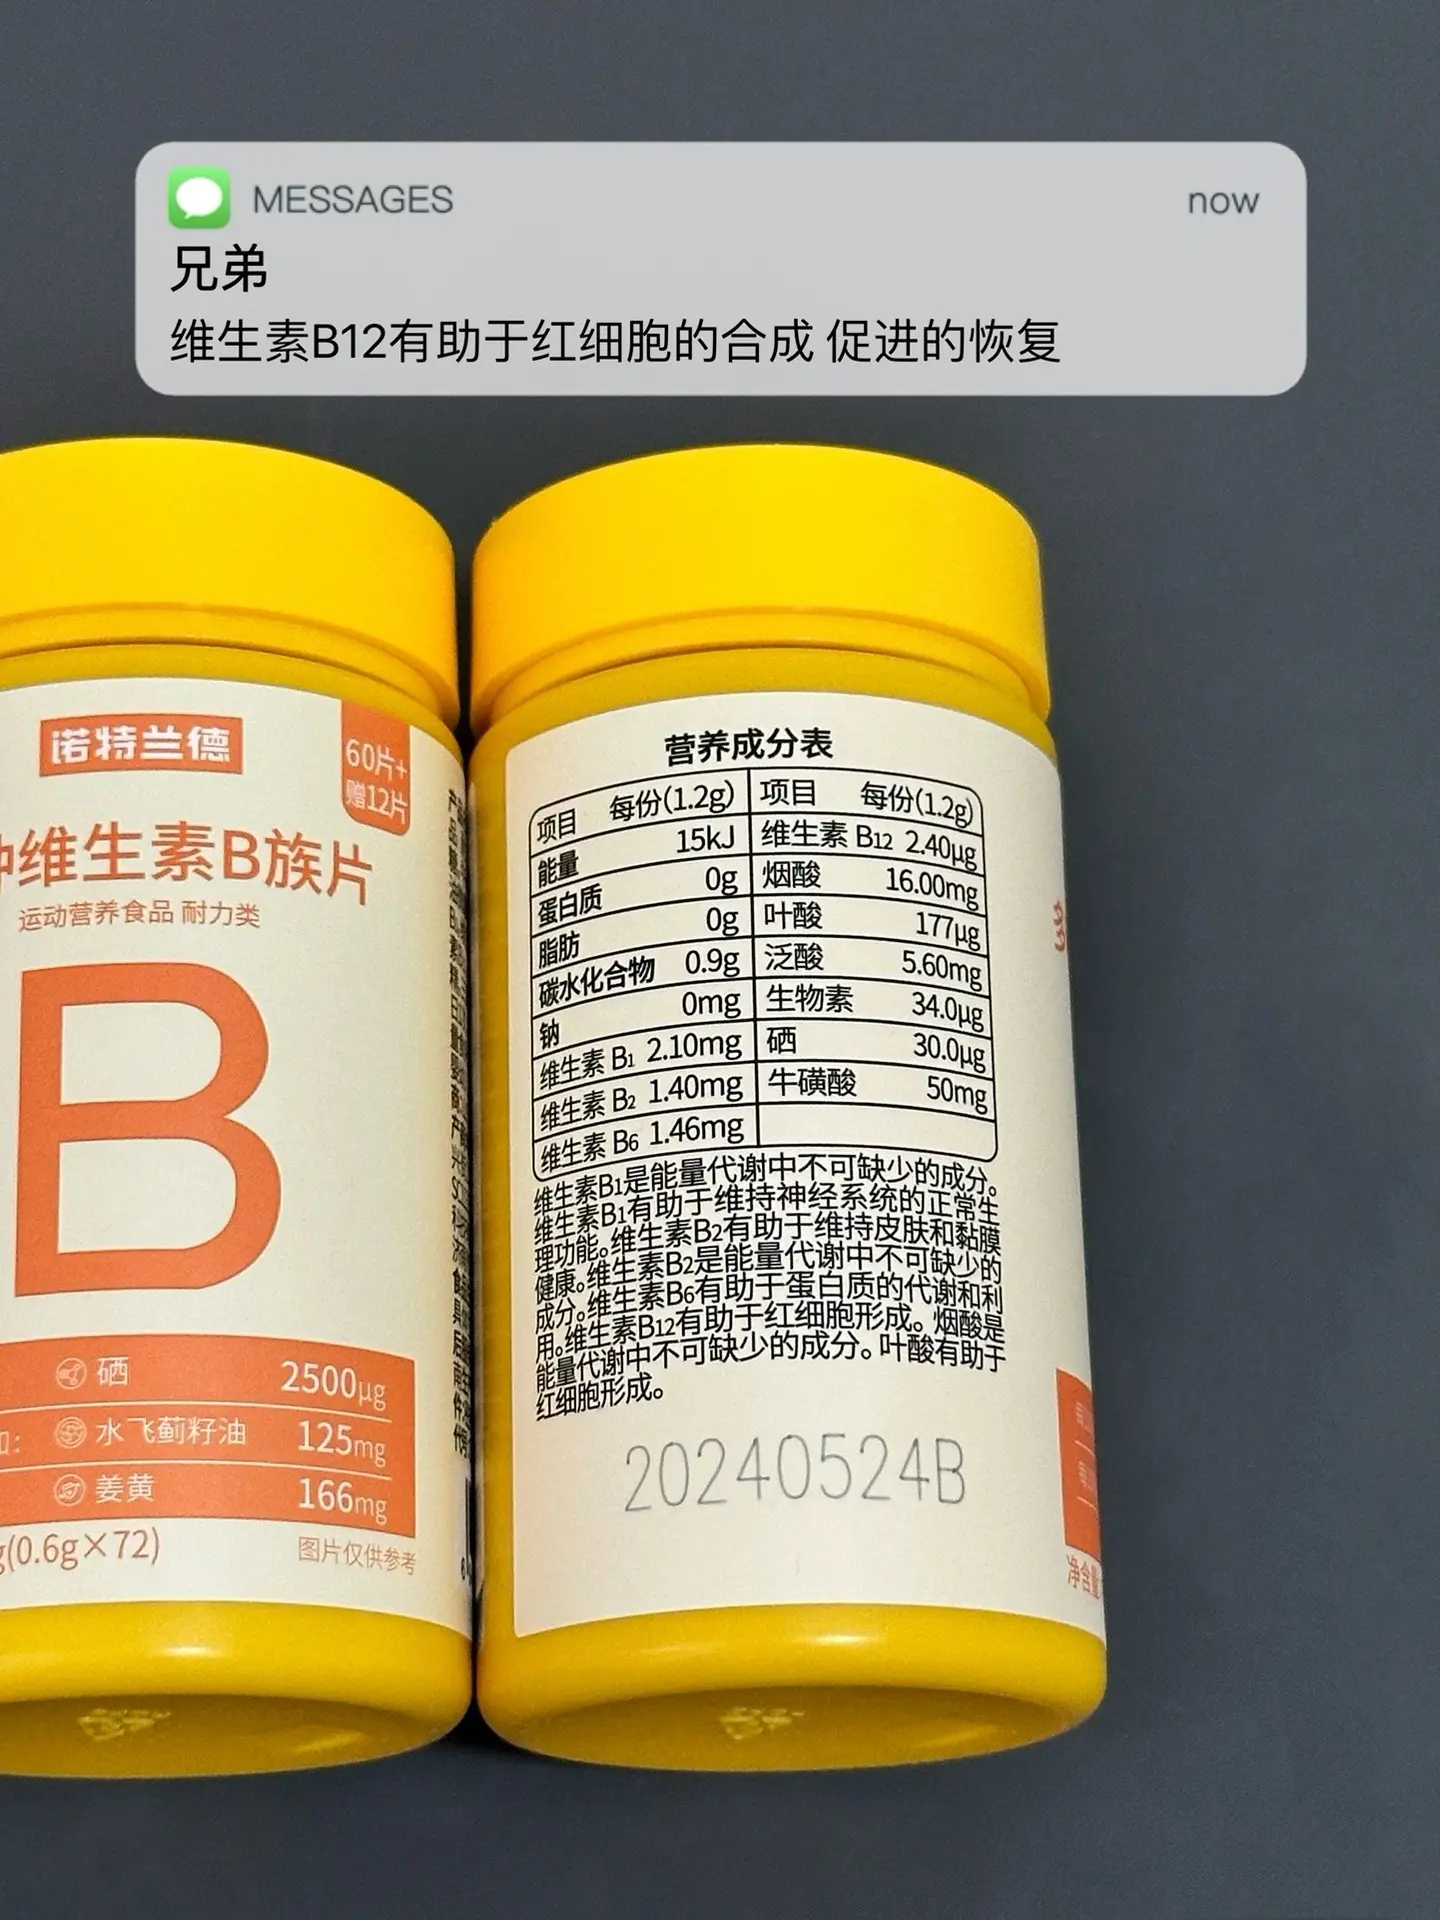 MESSAGES
now
兄弟
维生素B12有助于红细胞的合成 促进的恢复
诺特兰德
60片+
赠12片
维生素B族片
运动营养食品 耐力类
B
硒 2500μg
水飞蓟籽油 125mg
姜黄 166mg
(0.6g×72)
图片仅供参考
营养成分表
项目 每份(1.2g)
能量 15kJ
蛋白质 0g
脂肪 0g
碳水化合物 0.9g
钠 0mg
维生素 B1 2.10mg
维生素 B2 1.40mg
维生素 B6 1.46mg
项目 每份(1.2g)
维生素 B12 2.40μg
烟酸 16.00mg
叶酸 177μg
泛酸 5.60mg
生物素 34.0μg
硒 30.0μg
牛磺酸 50mg
维生素B1是能量代谢中不可缺少的成分。
维生素B1有助于维持神经系统的正常生
理功能。维生素B2有助于维持皮肤和黏膜
健康。维生素B2是能量代谢中不可缺少的
成分。维生素B6有助于蛋白质的代谢和利
用。维生素B12有助于红细胞形成。烟酸是
能量代谢中不可缺少的成分。叶酸有助于
红细胞形成。
20240524B
净含量